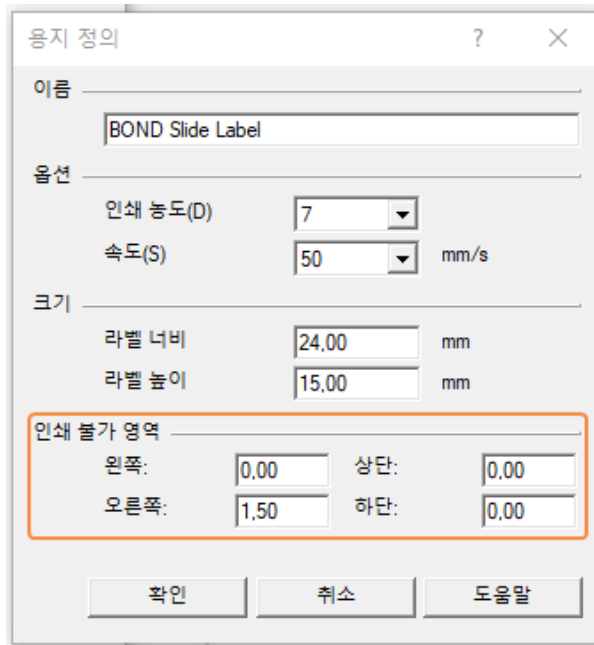 용지 정의 ?
이름
BOND Slide Label
옵션
인쇄 농도(D) 7
속도(S) 50 mm/s
크기
라벨 너비 24,00 mm
라벨 높이 15,00 mm
인쇄 불가 영역
왼쪽: 0,00 상단: 0,00
오른쪽: 1,50 하단: 0,00
확인 취소 도움말